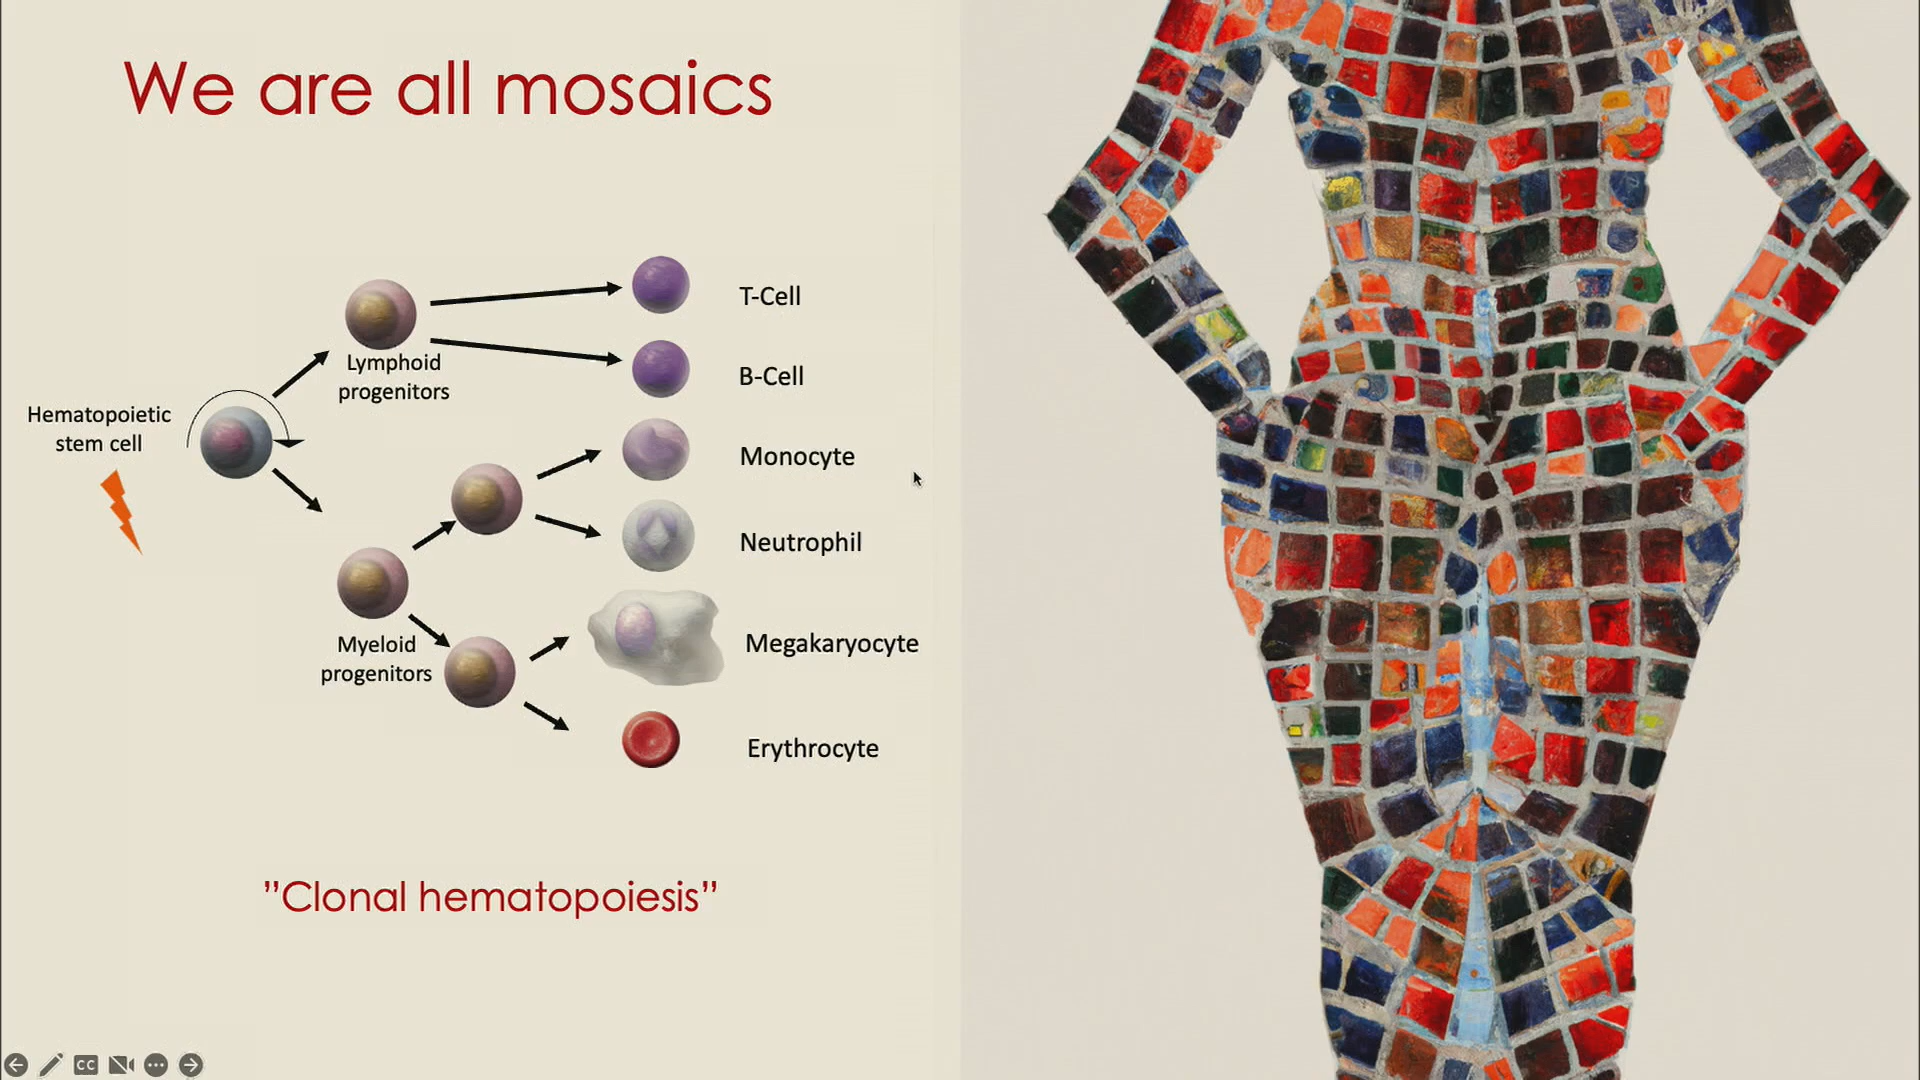 We are all mosaics
Hematopoietic
stem cell
Lymphoid
progenitors
Myeloid
progenitors
T-Cell
B-Cell
Monocyte
Neutrophil
Megakaryocyte
Erythrocyte
”Clonal hematopoiesis”
CC